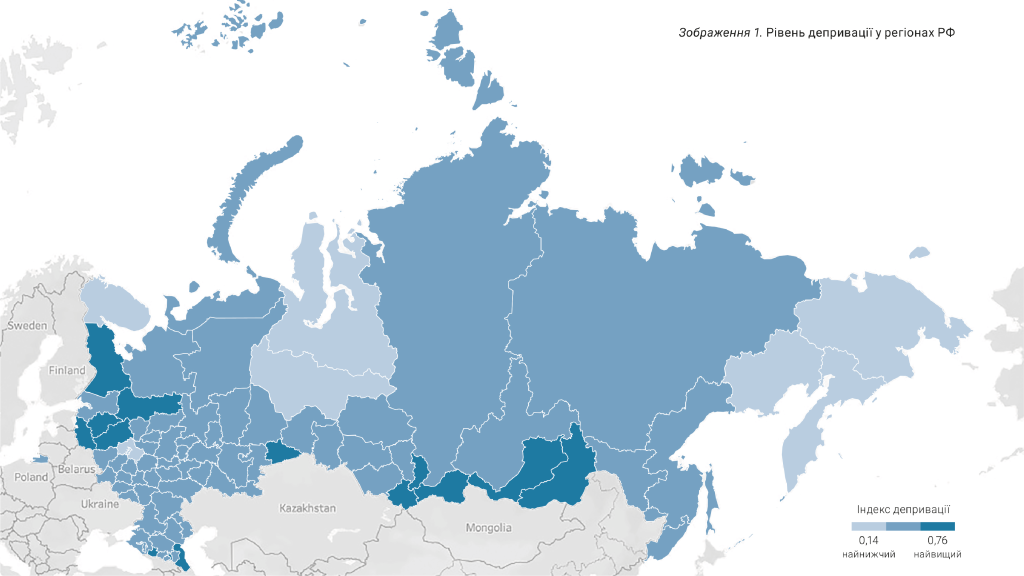 Зображення 1. Рівень депривації у регіонах РФ
Sweden
Finland
Poland
Belarus
Ukraine
Kazakhstan
Mongolia
Індекс депривації
0,14
0,76
найнижчий
найвищий